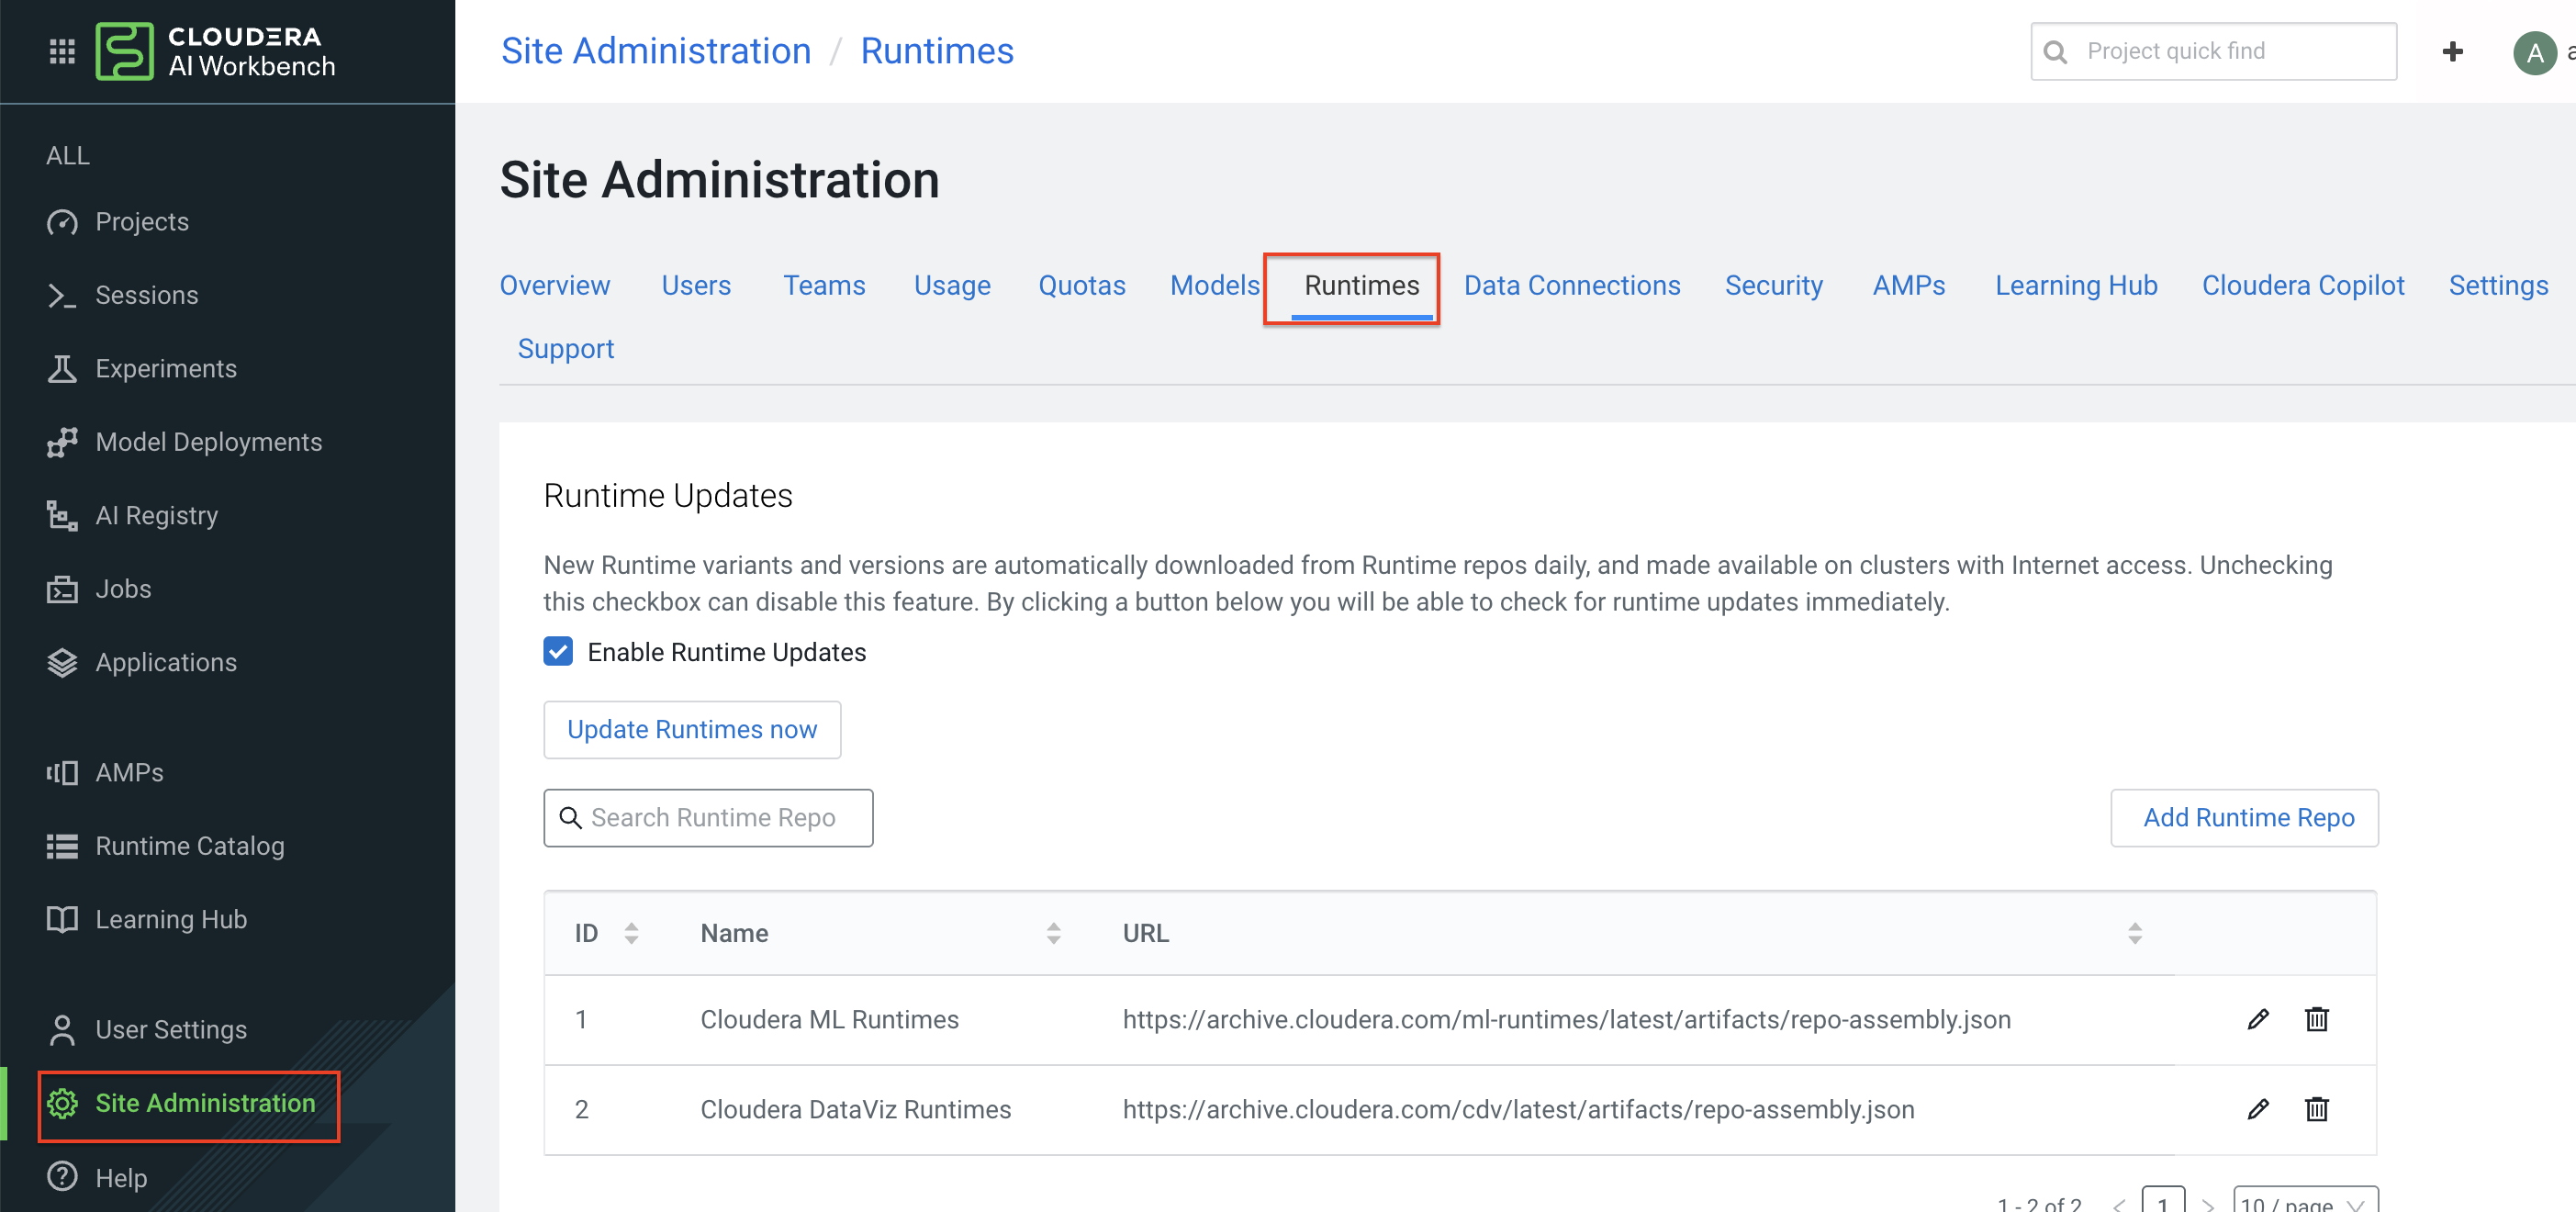 CLOUDERA
AI Workbench
Site Administration / Runtimes
Project quick find
A
ALL
Projects
Sessions
Experiments
Model Deployments
AI Registry
Jobs
Applications
AMPs
Runtime Catalog
Learning Hub
User Settings
Site Administration
Help
Site Administration
Overview Users Teams Usage Quotas Models Runtimes Data Connections Security AMPs Learning Hub Cloudera Copilot Settings
Support
Runtime Updates
New Runtime variants and versions are automatically downloaded from Runtime repos daily, and made available on clusters with Internet access. Unchecking
this checkbox can disable this feature. By clicking a button below you will be able to check for runtime updates immediately.
Enable Runtime Updates
Update Runtimes now
Search Runtime Repo
Add Runtime Repo
ID Name URL
1 Cloudera ML Runtimes https://archive.cloudera.com/ml-runtimes/latest/artifacts/repo-assembly.json
2 Cloudera DataViz Runtimes https://archive.cloudera.com/cdv/latest/artifacts/repo-assembly.json
1 - 2 of 2 < 1 > 10 / page